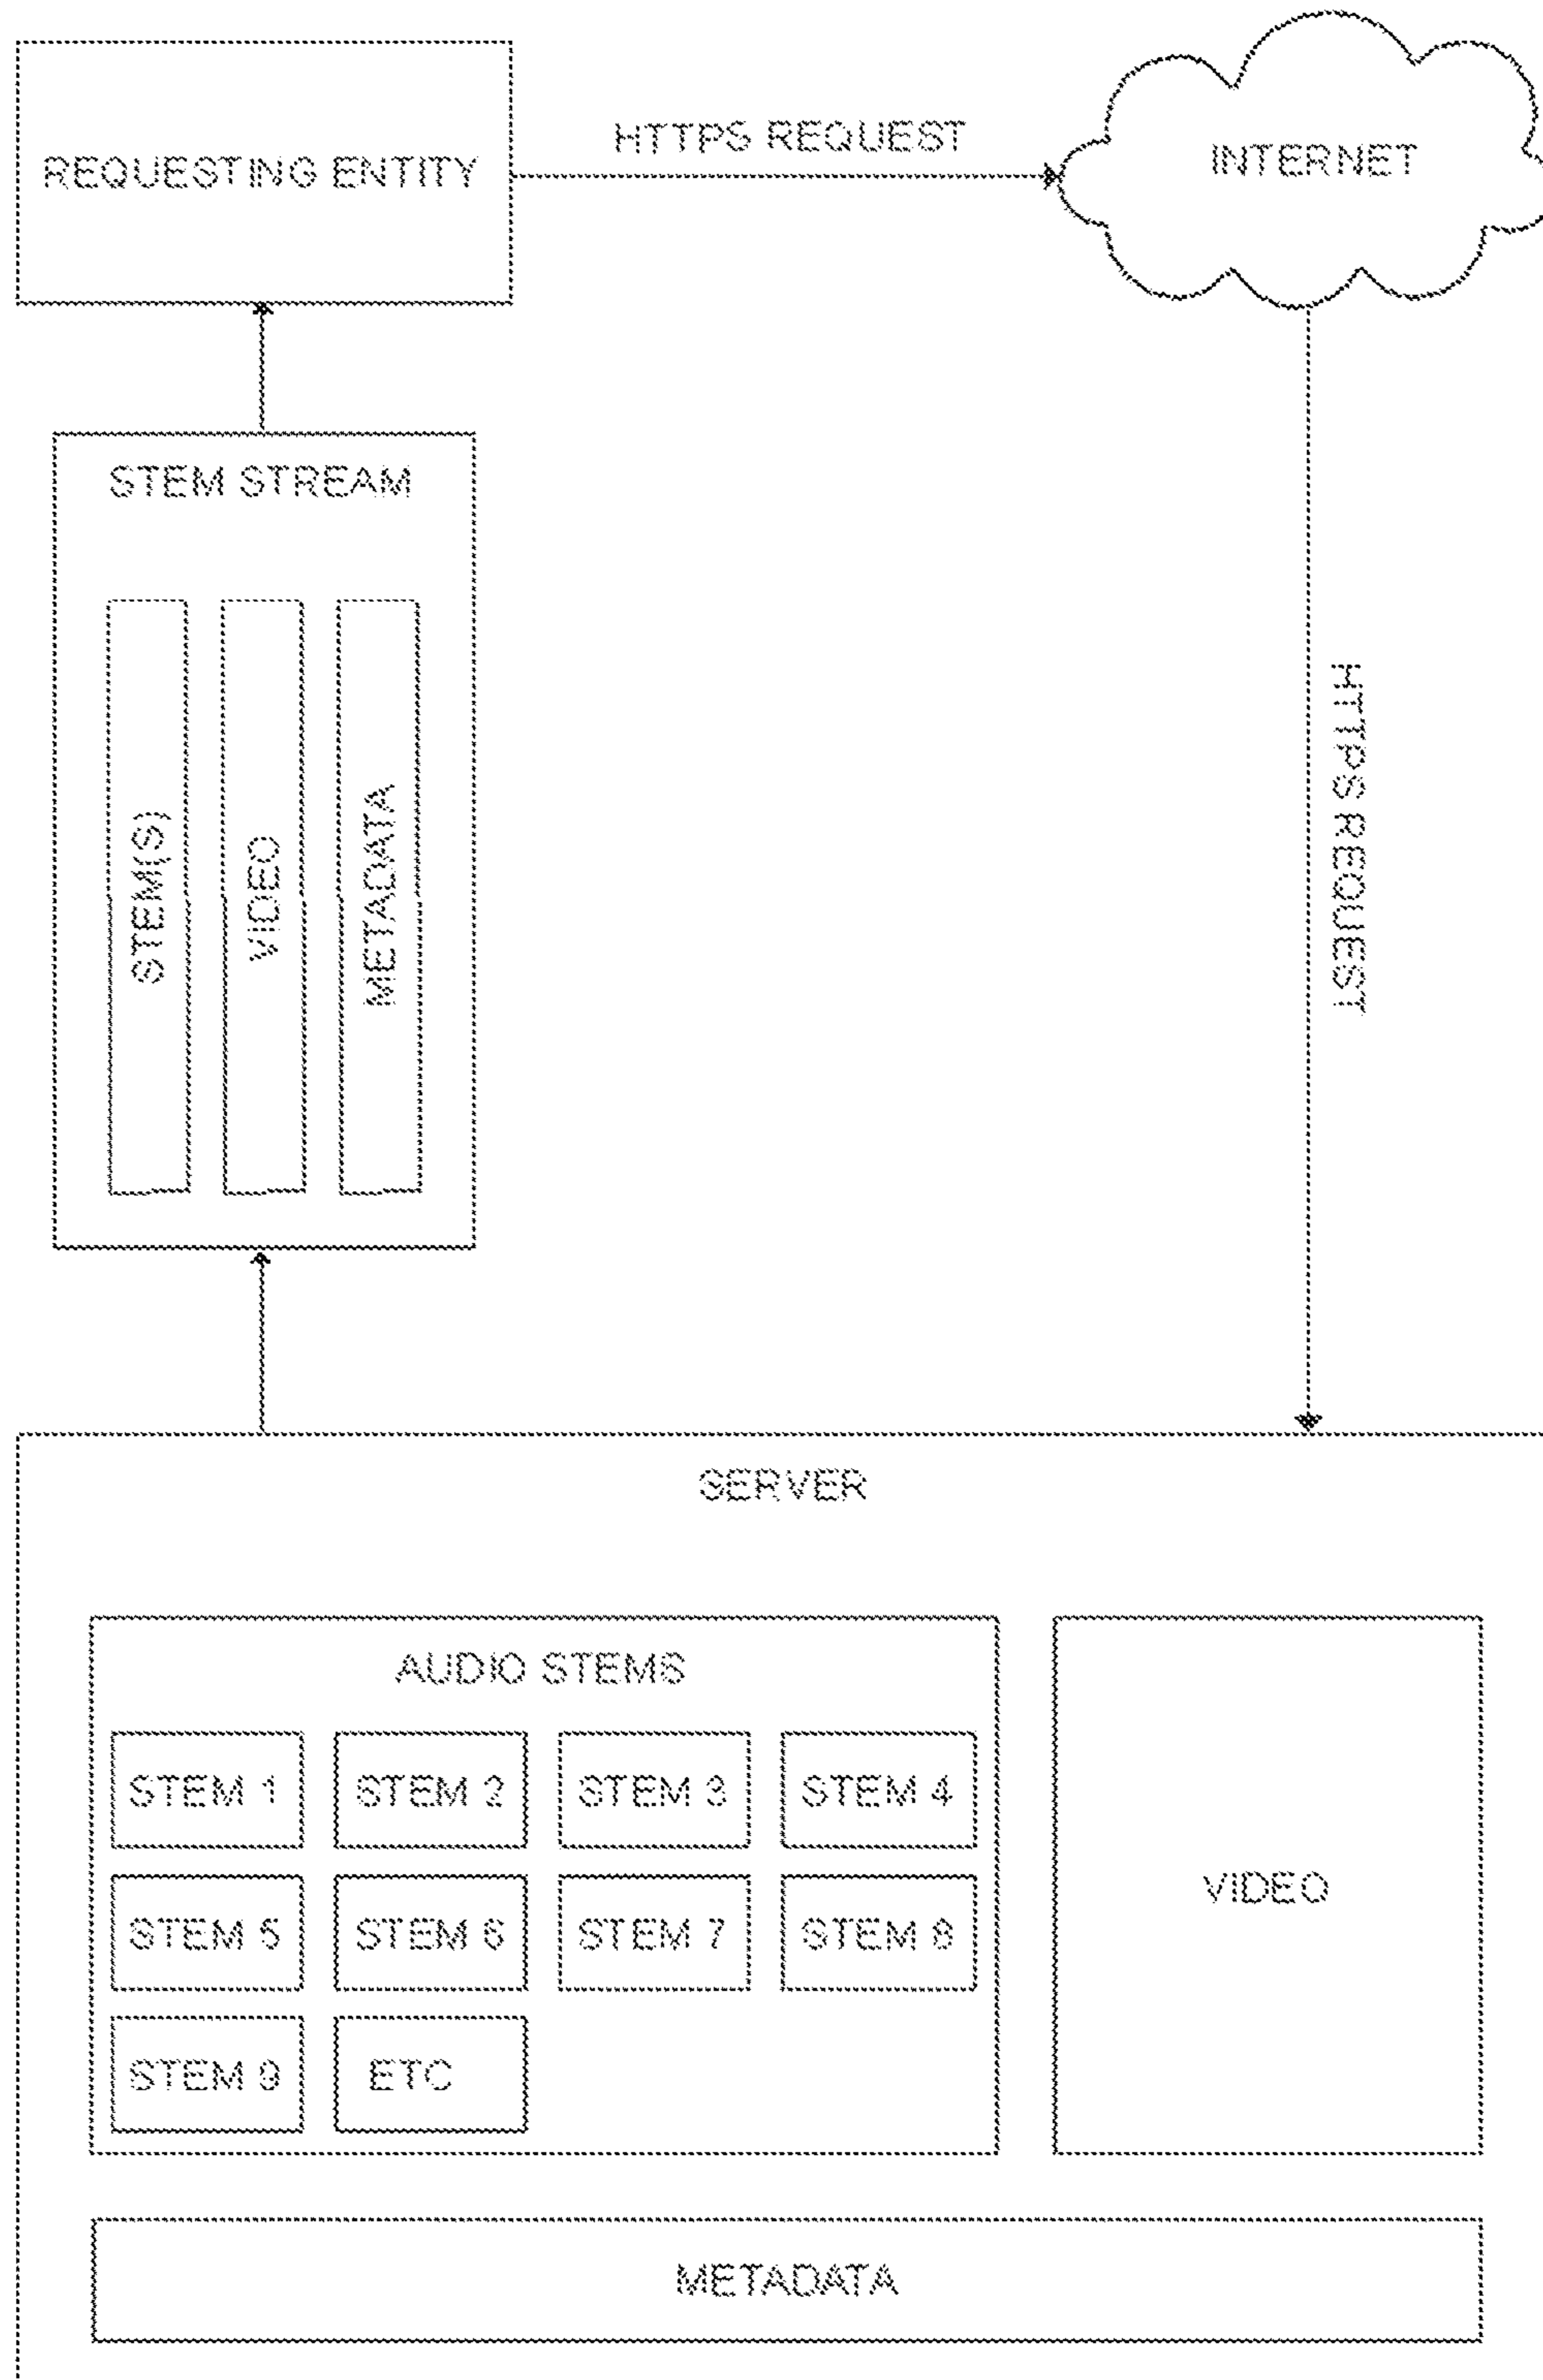 REQUESTING ENTITY
HTTPS REQUEST
INTERNET
STEM STREAM
STEM(S)
VIDEO
METADATA
HTTPS REQUEST
SERVER
AUDIO STEMS
STEM 1
STEM 2
STEM 3
STEM 4
STEM 5
STEM 6
STEM 7
STEM 8
STEM 9
ETC
VIDEO
METADATA